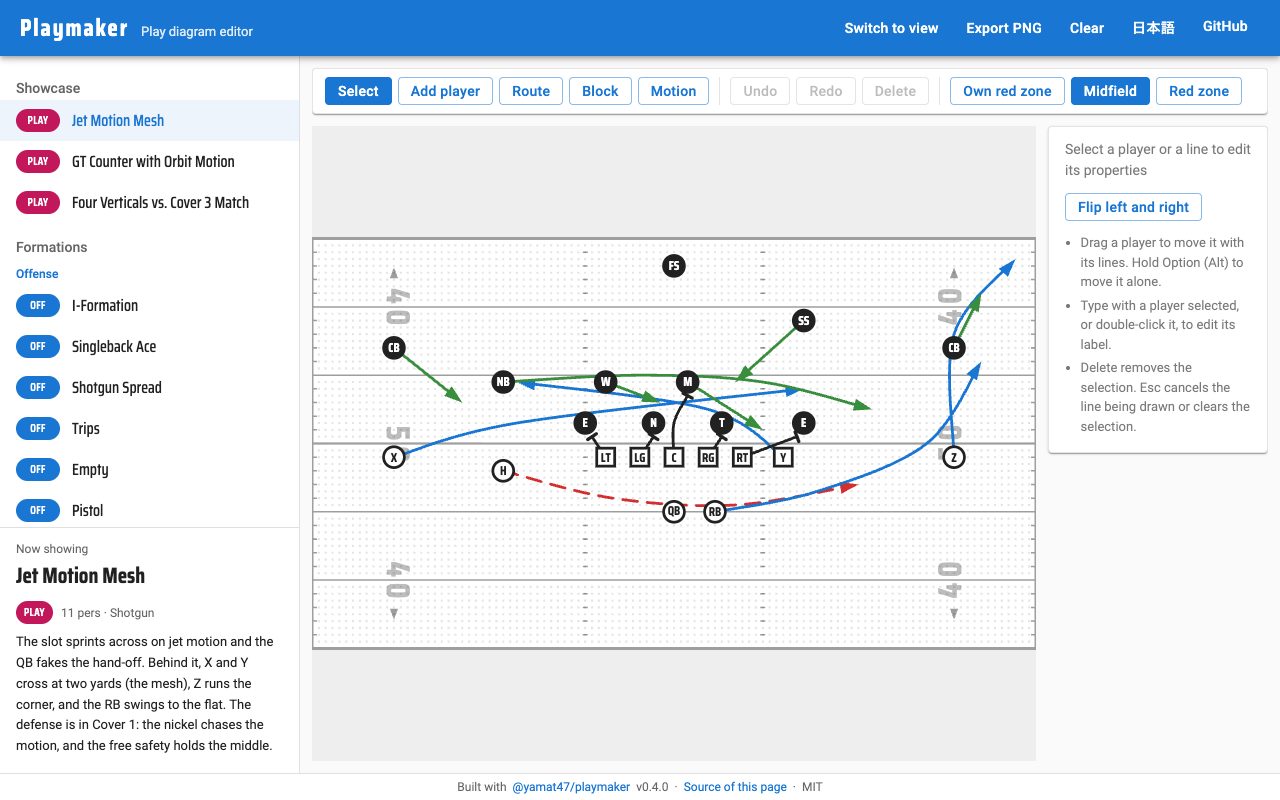 Playmaker Play diagram editor
Switch to view Export PNG Clear 日本語 GitHub
Showcase
PLAY Jet Motion Mesh
PLAY GT Counter with Orbit Motion
PLAY Four Verticals vs. Cover 3 Match
Formations
Offense
OFF I-Formation
OFF Singleback Ace
OFF Shotgun Spread
OFF Trips
OFF Empty
OFF Pistol
Now showing
Jet Motion Mesh
PLAY 11 pers · Shotgun
The slot sprints across on jet motion and the
QB fakes the hand-off. Behind it, X and Y
cross at two yards (the mesh), Z runs the
corner, and the RB swings to the flat. The
defense is in Cover 1: the nickel chases the
motion, and the free safety holds the middle.
Select Add player Route Block Motion Undo Redo Delete Own red zone Midfield Red zone
FS
40 40
SS
CB CB
NB W M
E N T E
5
X LT LG C RG RT Y Z
H
QB RB
40 40
Select a player or a line to edit
its properties
Flip left and right
• Drag a player to move it with
its lines. Hold Option (Alt) to
move it alone.
• Type with a player selected,
or double-click it, to edit its
label.
• Delete removes the
selection. Esc cancels the
line being drawn or clears the
selection.
Built with @yamat47/playmaker v0.4.0 · Source of this page · MIT